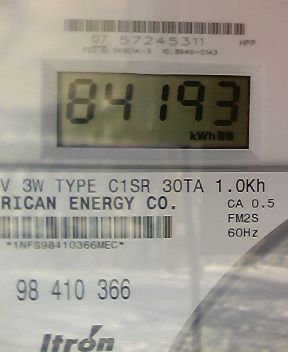 07 57245311 HPP
84193
kWh
V 3W TYPE C1SR 30TA 1.0Kh
RICAN ENERGY CO. CA 0.5
FM2S
*1NFS98410366MEC* 60Hz
98 410 366
Itrón